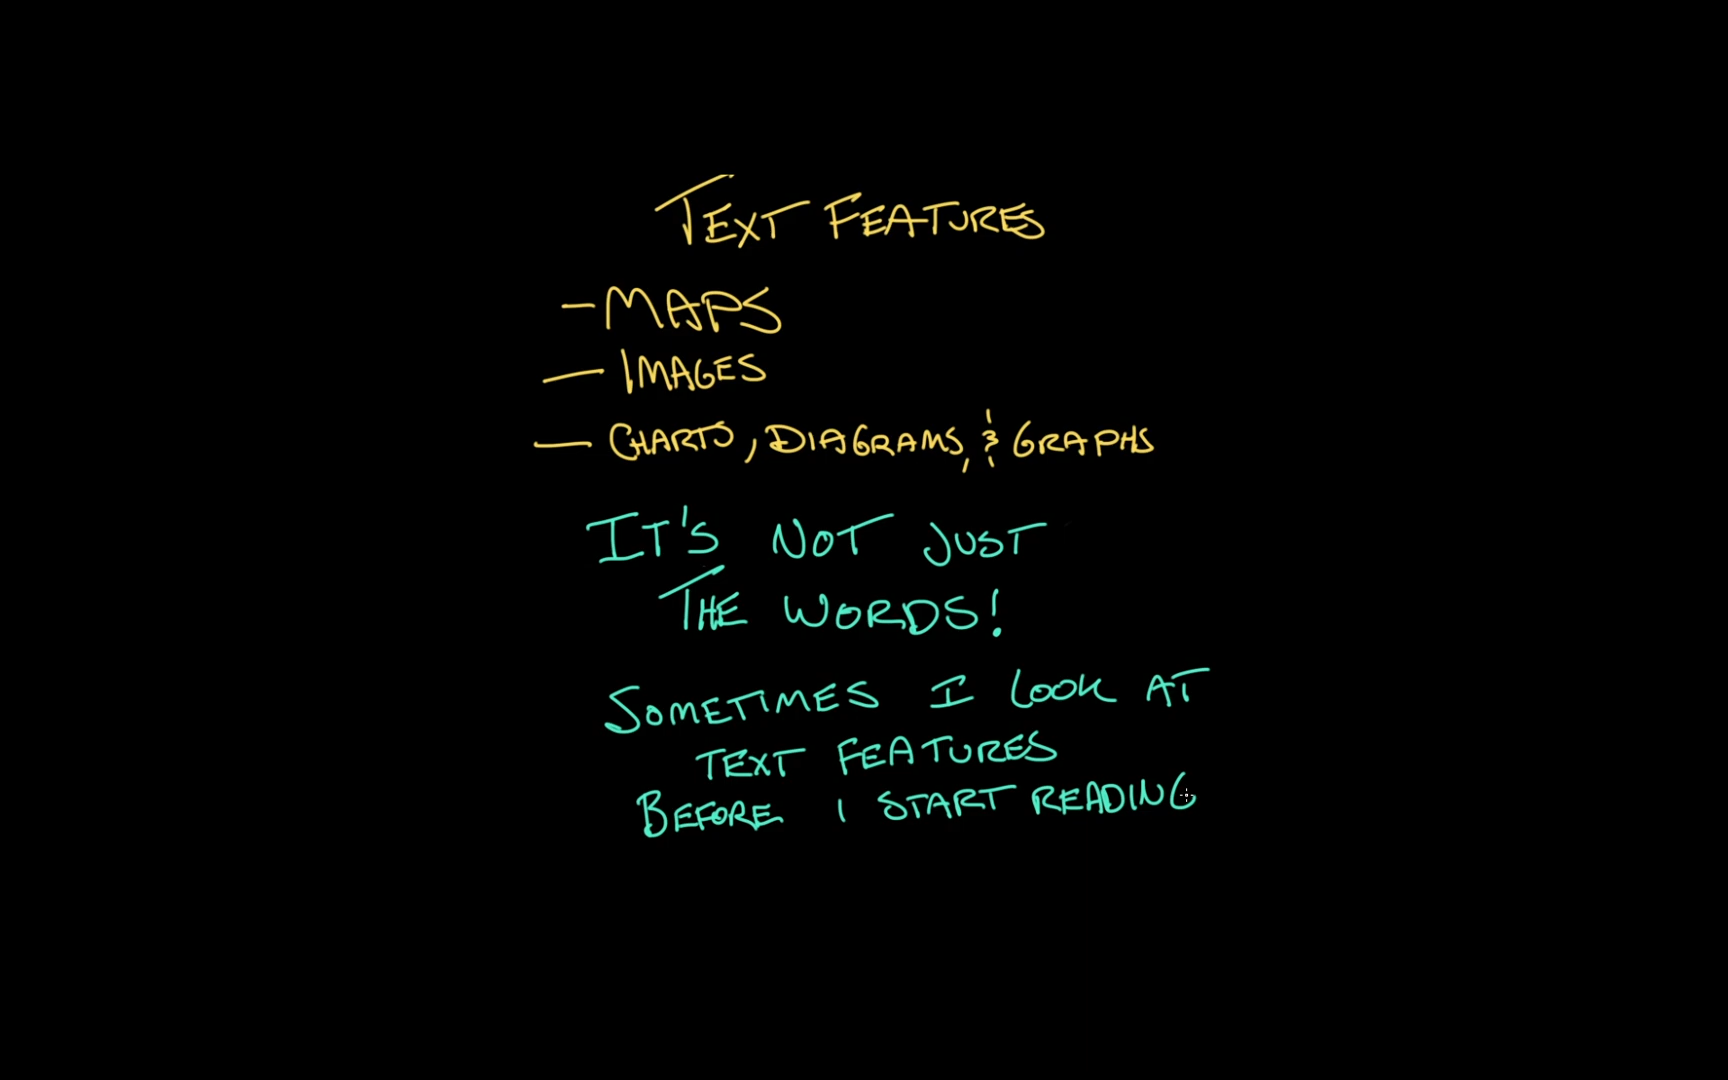 TEXT FEATURES
- MAPS
- IMAGES
- CHARTS, DIAGRAMS, & GRAPHS
IT'S NOT JUST
THE WORDS!
SOMETIMES I LOOK AT
TEXT FEATURES
BEFORE I START READING